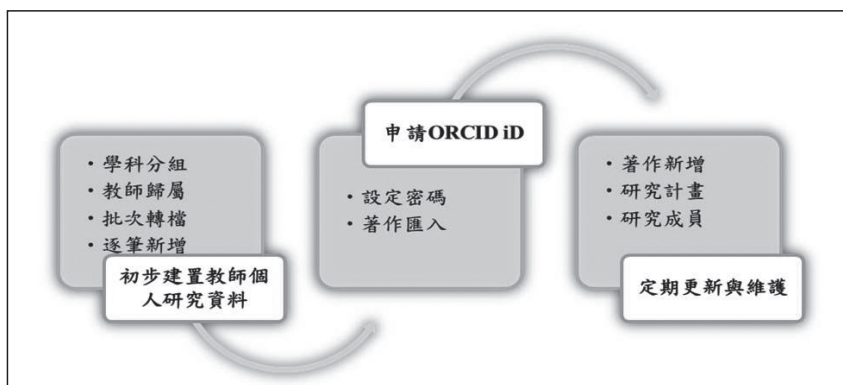 ・學科分組
・教師歸屬
・批次轉檔
・逐筆新增
初步建置教師個
人研究資料
申請ORCID iD
・設定密碼
・著作匯入
・著作新增
・研究計畫
・研究成員
定期更新與維護